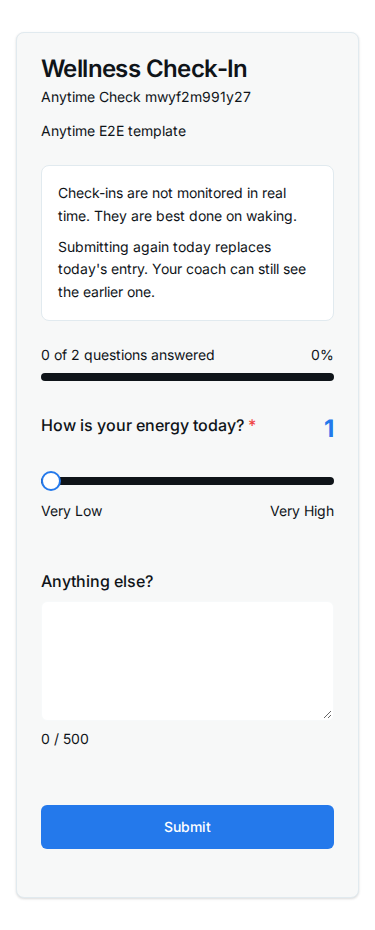 Wellness Check-In
Anytime Check mwyf2m991y27
Anytime E2E template
Check-ins are not monitored in real
time. They are best done on waking.
Submitting again today replaces
today's entry. Your coach can still see
the earlier one.
0 of 2 questions answered 0%
How is your energy today? * 1
Very Low Very High
Anything else?
0 / 500
Submit